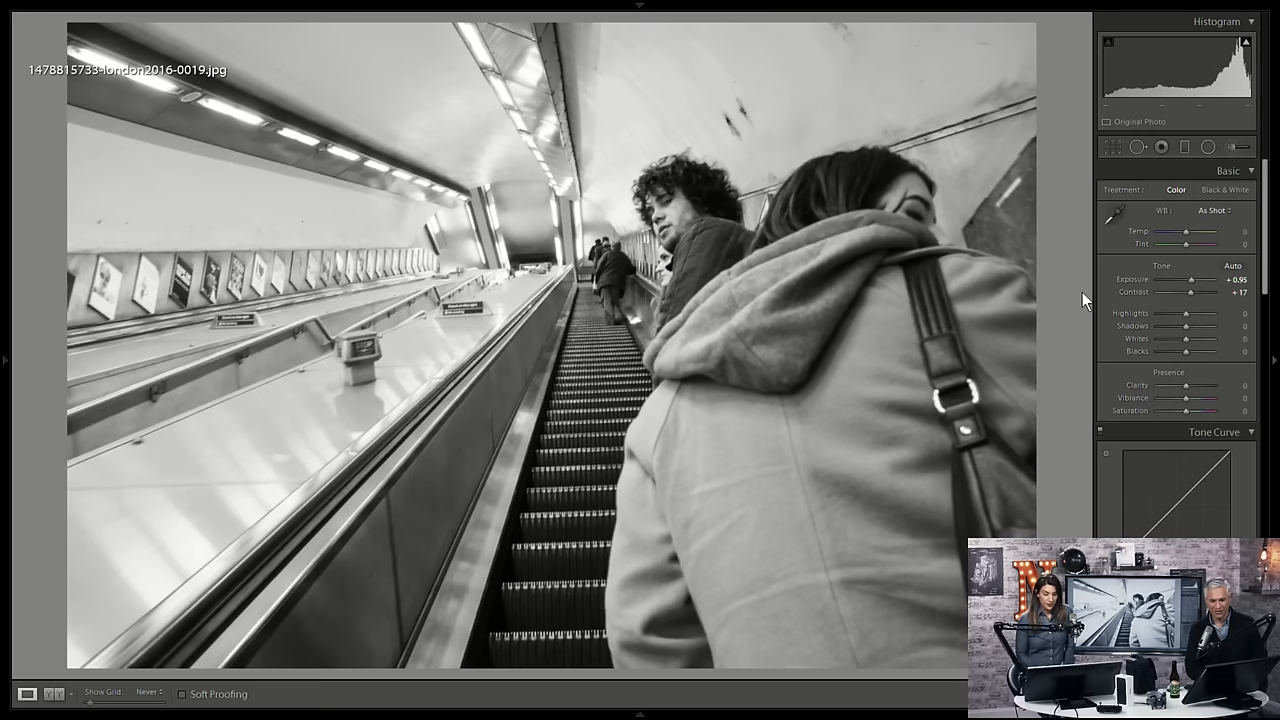 Histogram
1478815733-london2016-0019.jpg
Original Photo
Basic
Treatment : Color Black & White
WB : As Shot
Temp 0
Tint 0
Tone Auto
Exposure + 0.95
Contrast + 17
Highlights 0
Shadows 0
Whites 0
Blacks 0
Presence
Clarity 0
Vibrance 0
Saturation 0
Tone Curve
Y Y
Show Grid: Never
Soft Proofing